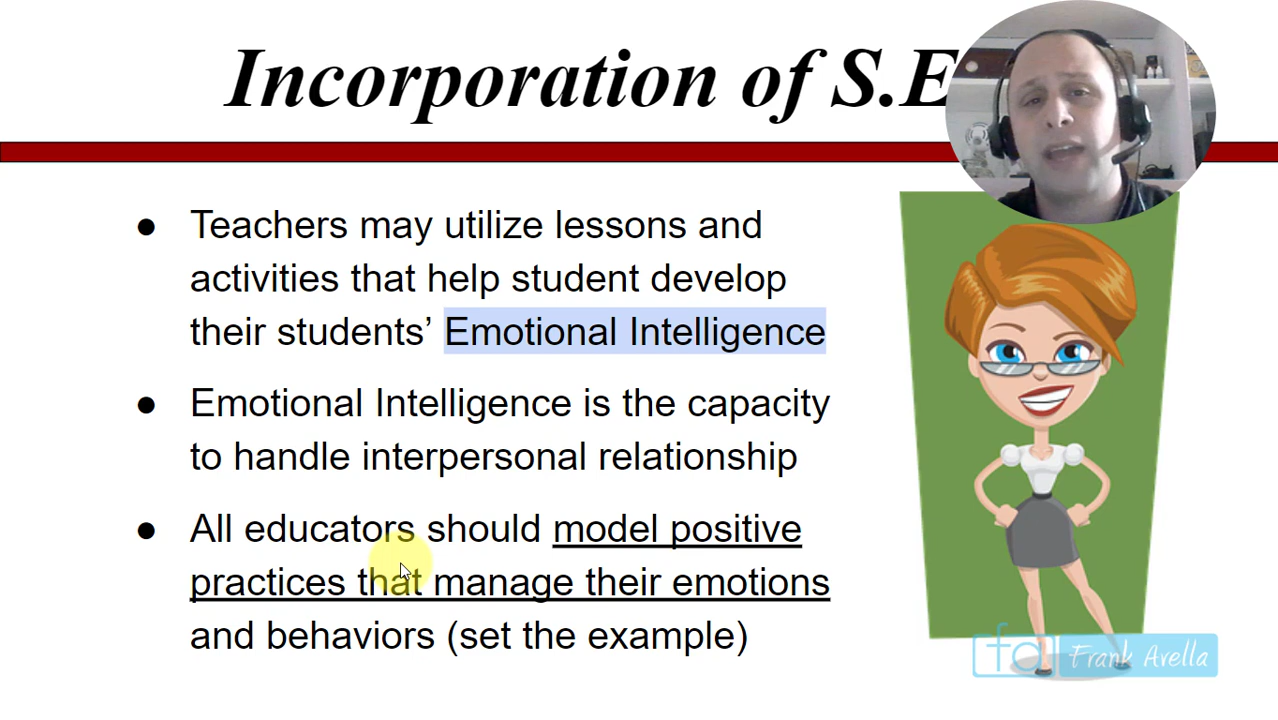 Incorporation of S.E
● Teachers may utilize lessons and
activities that help student develop
their students’ Emotional Intelligence
● Emotional Intelligence is the capacity
to handle interpersonal relationship
● All educators should model positive
practices that manage their emotions
and behaviors (set the example)
fa Frank Avella